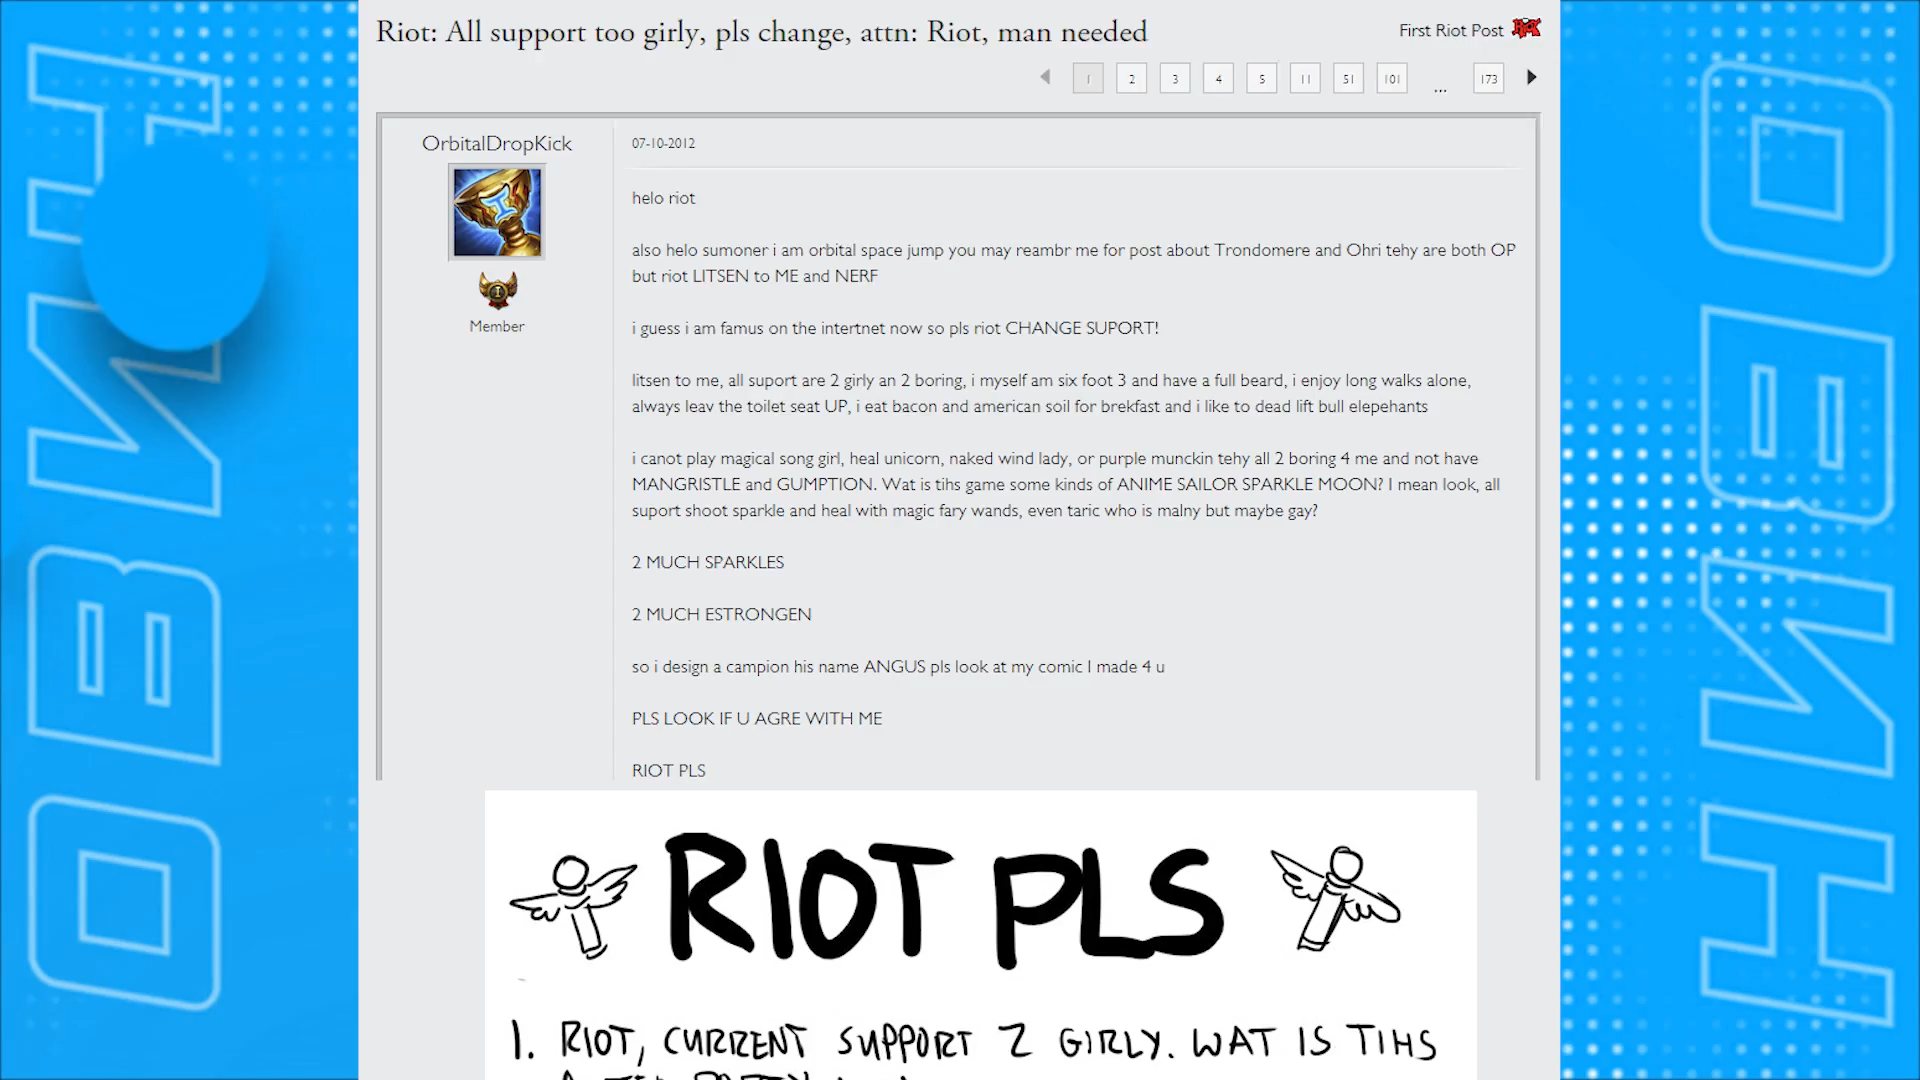 Riot: All support too girly, pls change, attn: Riot, man needed
First Riot Post
1 2 3 4 5 11 51 101 ... 173
OrbitalDropKick
07-10-2012
Member
helo riot
also helo sumoner i am orbital space jump you may reambr me for post about Trondomere and Ohri tehy are both OP
but riot LITSEN to ME and NERF
i guess i am famus on the intertnet now so pls riot CHANGE SUPORT!
litsen to me, all suport are 2 girly an 2 boring, i myself am six foot 3 and have a full beard, i enjoy long walks alone,
always leav the toilet seat UP, i eat bacon and american soil for brekfast and i like to dead lift bull elepehants
i canot play magical song girl, heal unicorn, naked wind lady, or purple munckin tehy all 2 boring 4 me and not have
MANGRISTLE and GUMPTION. Wat is tihs game some kinds of ANIME SAILOR SPARKLE MOON? I mean look, all
suport shoot sparkle and heal with magic fary wands, even taric who is malny but maybe gay?
2 MUCH SPARKLES
2 MUCH ESTRONGEN
so i design a campion his name ANGUS pls look at my comic I made 4 u
PLS LOOK IF U AGRE WITH ME
RIOT PLS
RIOT PLS
1. RIOT, CURRENT SUPPORT 2 GIRLY. WAT IS TIHS